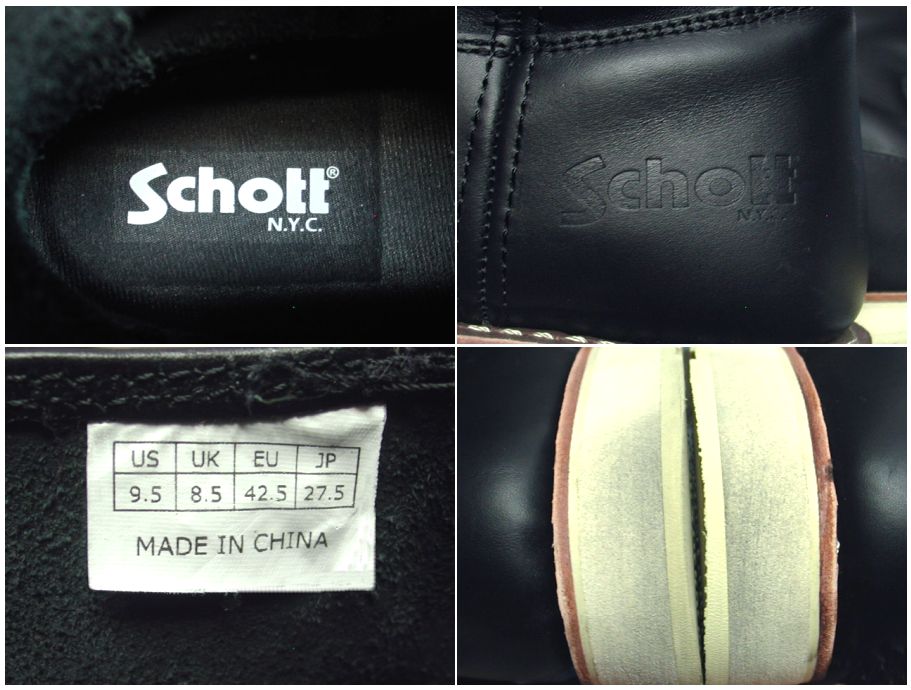 Schott®
N.Y.C.
Schott
N.Y.C.
US UK EU JP
9.5 8.5 42.5 27.5
MADE IN CHINA